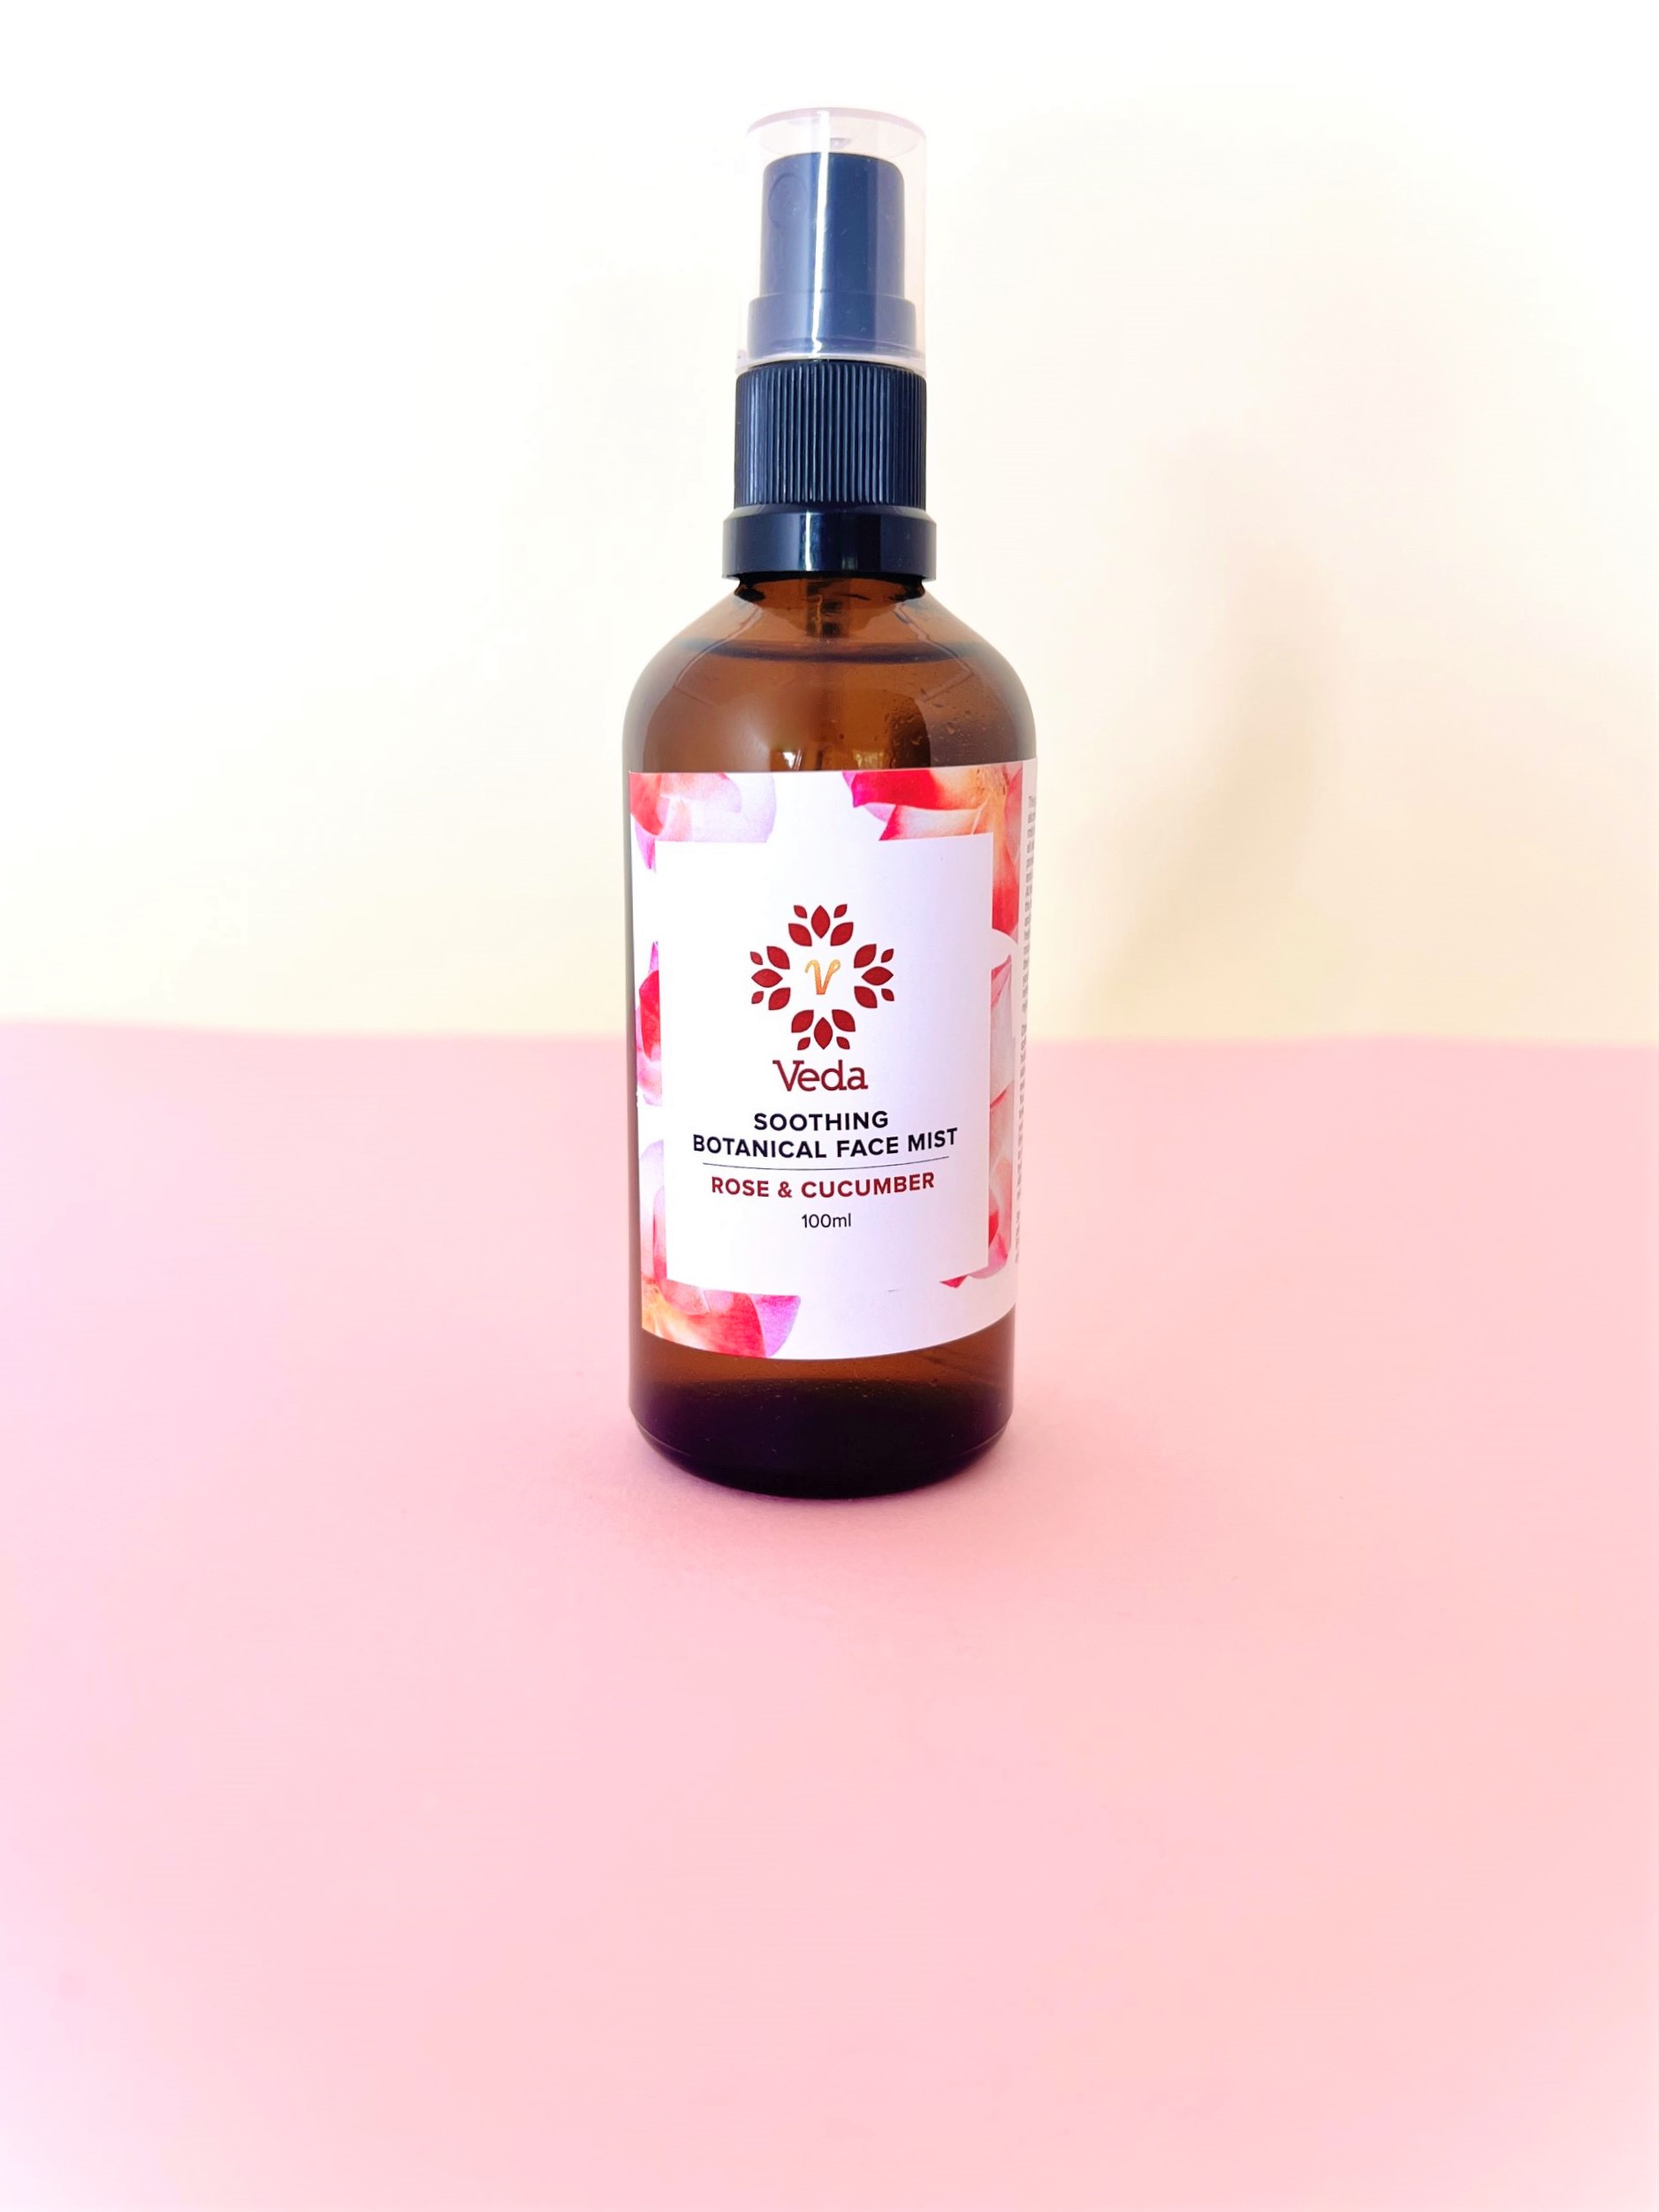 V
Veda
SOOTHING
BOTANICAL FACE MIST
ROSE & CUCUMBER
100ml